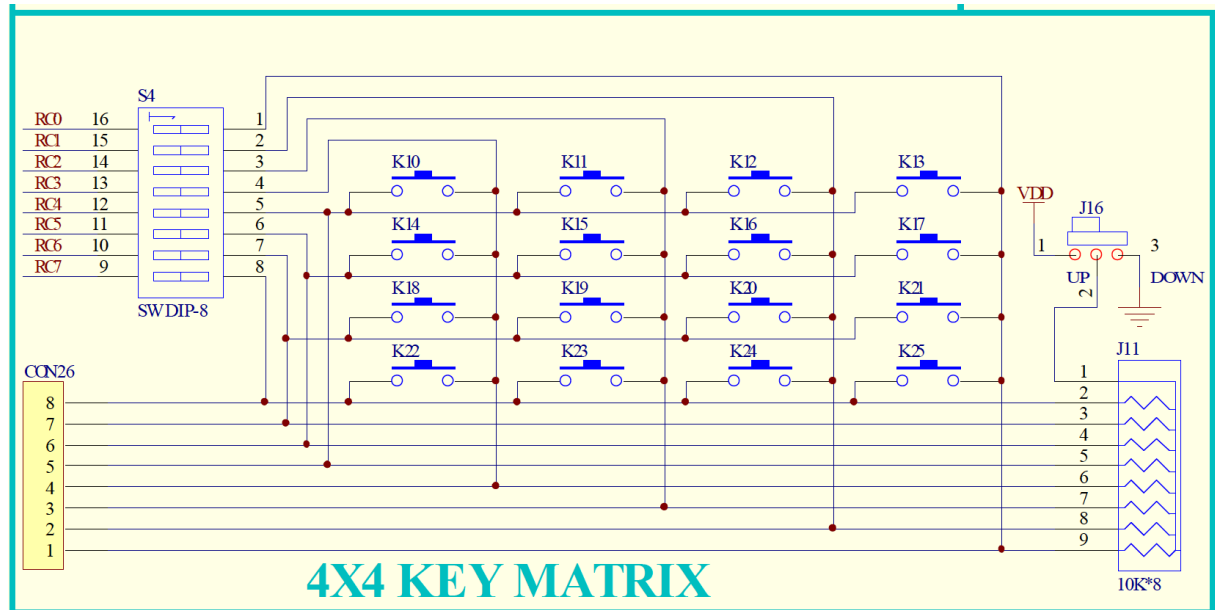 S4
RC0 16 1
RC1 15 2
RC2 14 3
RC3 13 4
RC4 12 5
RC5 11 6
RC6 10 7
RC7 9 8
SWDIP-8
K10 K11 K12 K13
K14 K15 K16 K17
K18 K19 K20 K21
K22 K23 K24 K25
VDD
J16
1 3
UP DOWN
2
J11
1
2
3
4
5
6
7
8
9
10K*8
CON26
8
7
6
5
4
3
2
1
4X4 KEY MATRIX